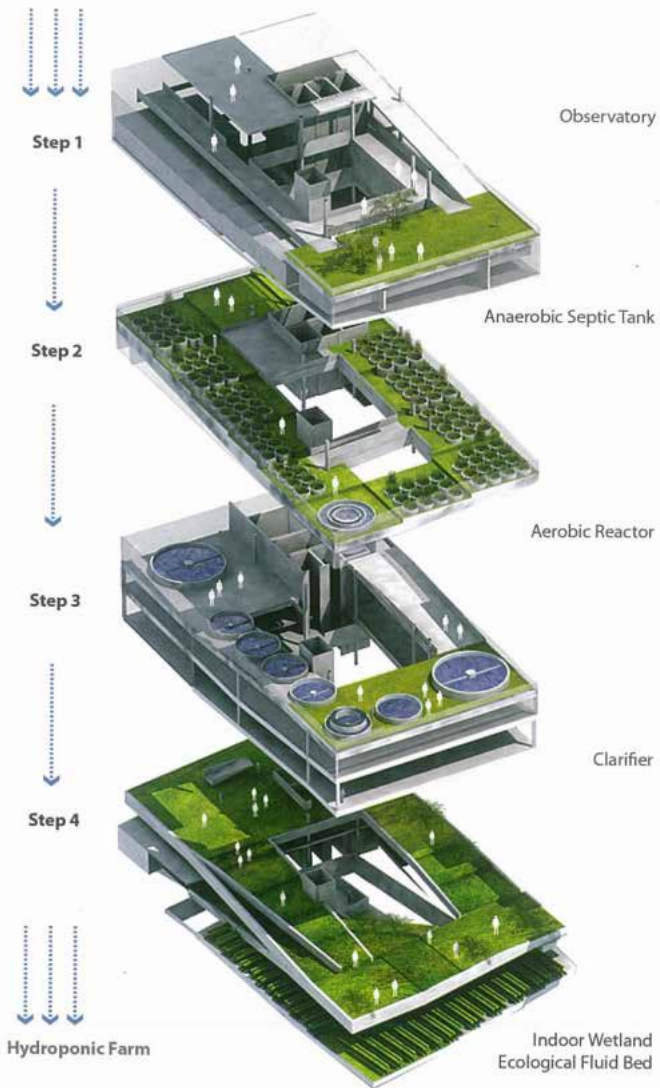 Observatory
Step 1
Anaerobic Septic Tank
Step 2
Aerobic Reactor
Step 3
Clarifier
Step 4
Hydroponic Farm
Indoor Wetland
Ecological Fluid Bed